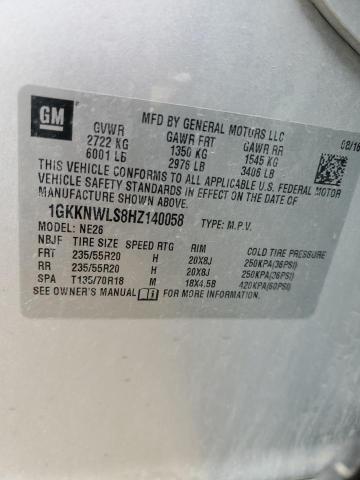 GM
MFD BY GENERAL MOTORS LLC 08/16
GVWR GAWR FRT GAWR RR
2722 KG 1350 KG 1545 KG
6001 LB 2976 LB 3406 LB
THIS VEHICLE CONFORMS TO ALL APPLICABLE U.S. FEDERAL MOTOR
VEHICLE SAFETY STANDARDS IN EFFECT ON THE DATE OF
MANUFACTURE SHOWN ABOVE.
1GKKNWLS8HZ140058 TYPE: M.P.V.
MODEL: NE26
NBJF TIRE SIZE SPEED RTG RIM COLD TIRE PRESSURE
FRT 235/55R20 H 20X8J 250KPA(36PSI)
RR 235/55R20 H 20X8J 250KPA(36PSI)
SPA T135/70R18 M 18X4.5B 420KPA(60PSI)
SEE OWNER'S MANUAL FOR MORE INFORMATION.